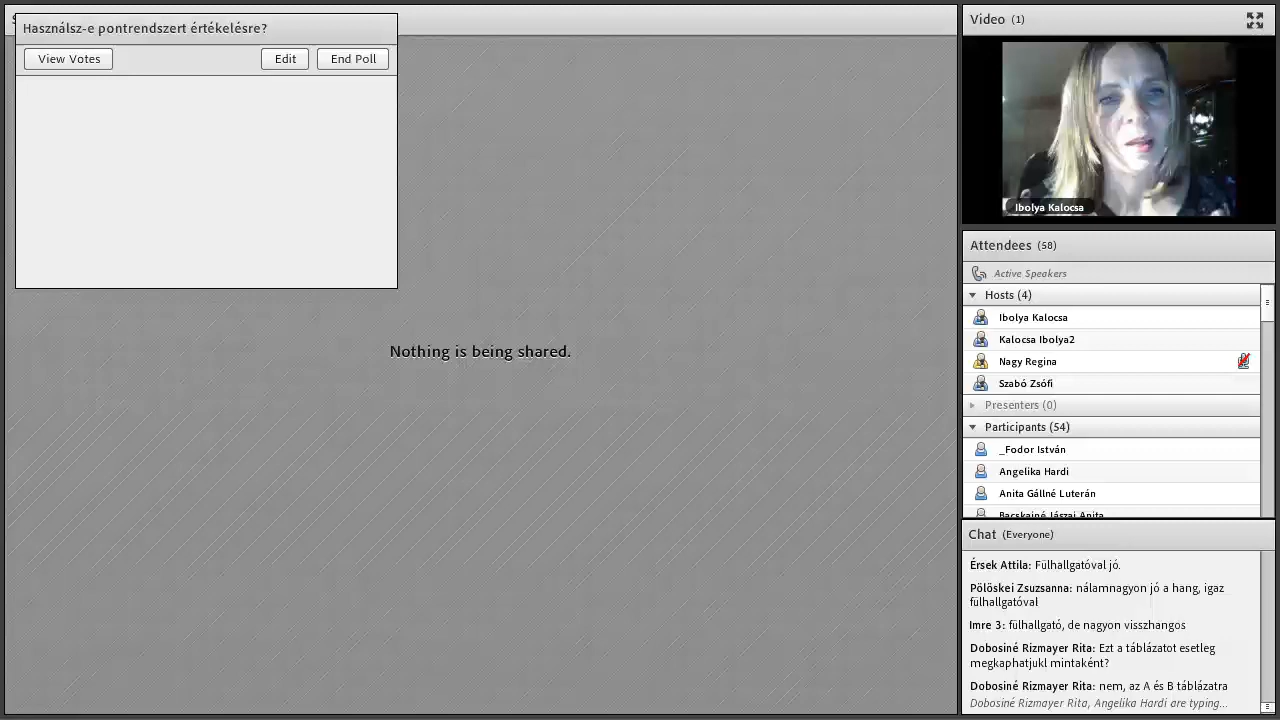 Használsz-e pontrendszert értékelésre?
View Votes
Edit
End Poll
Nothing is being shared.
Video (1)
Ibolya Kalocsa
Attendees (58)
Active Speakers
Hosts (4)
Ibolya Kalocsa
Kalocsa Ibolya2
Nagy Regina
Szabó Zsófi
Presenters (0)
Participants (54)
_Fodor István
Angelika Hardi
Anita Gállné Luterán
Bacskainé Jászai Anita
Chat (Everyone)
Érsek Attila: Fülhallgatóval jó.
Pölöskei Zsuzsanna: nálamnagyon jó a hang, igaz
fülhallgatóval
Imre 3: fülhallgató, de nagyon visszhangos
Dobosiné Rizmayer Rita: Ezt a táblázatot esetleg
megkaphatjukl mintaként?
Dobosiné Rizmayer Rita: nem, az A és B táblázatra
Dobosiné Rizmayer Rita, Angelika Hardi are typing...